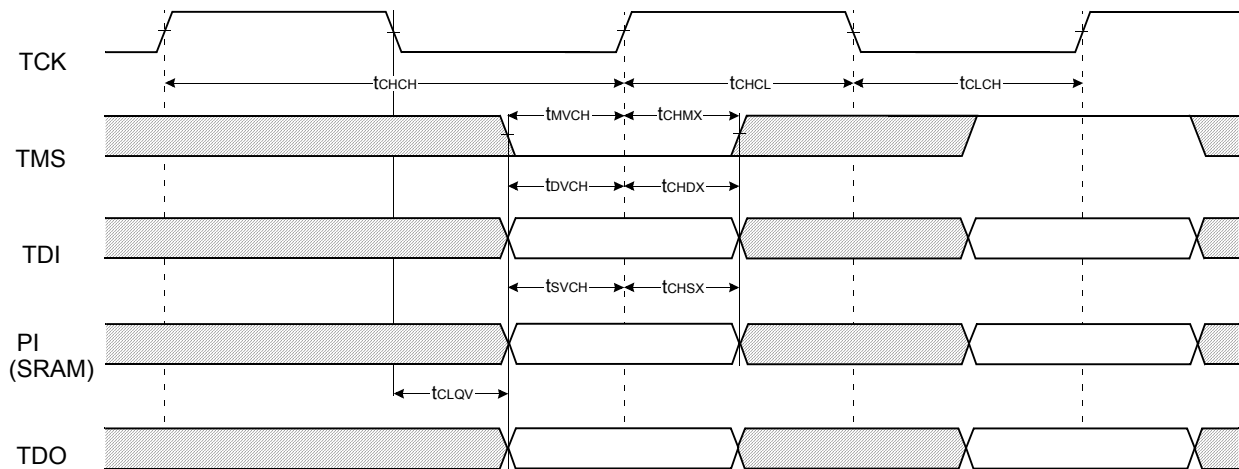 TCK
tCHCH
tCHCL
tCLCH
tMVCH
tCHMX
TMS
tDVCH
tCHDX
TDI
tSVCH
tCHSX
PI
(SRAM)
tCLQV
TDO